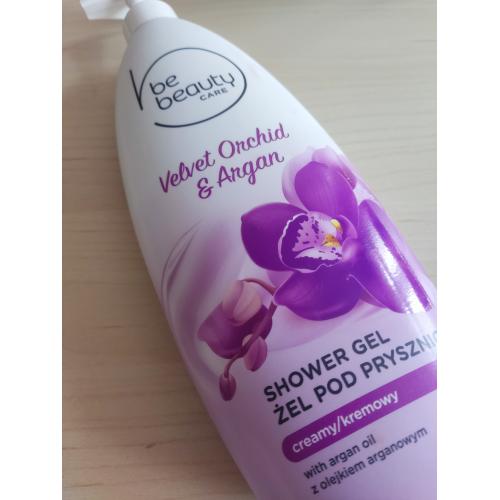 be
beauty
CARE
Velvet Orchid
& Argan
SHOWER GEL
ŻEL POD PRYSZNIC
creamy/kremowy
with argan oil
z olejkiem arganowym